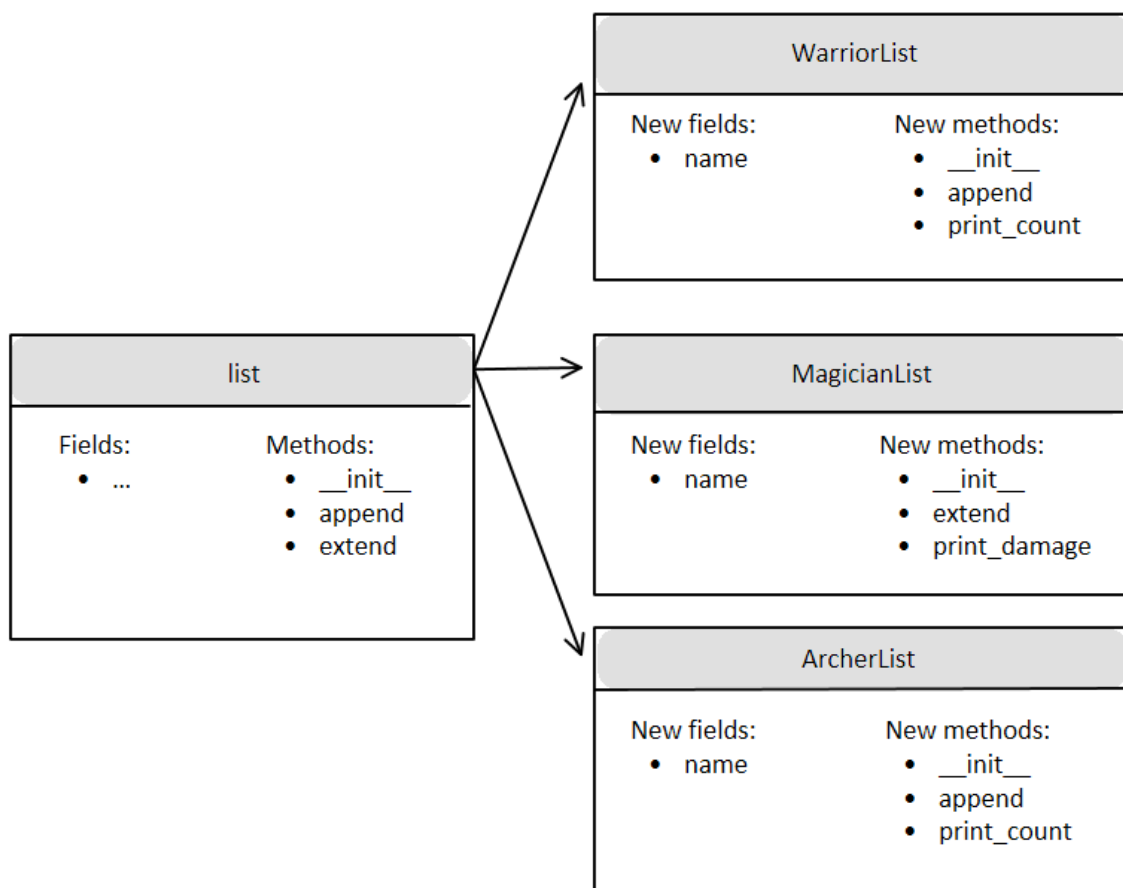 WarriorList
New fields:
• name
New methods:
• __init__
• append
• print_count
list
Fields:
• ...
Methods:
• __init__
• append
• extend
MagicianList
New fields:
• name
New methods:
• __init__
• extend
• print_damage
ArcherList
New fields:
• name
New methods:
• __init__
• append
• print_count